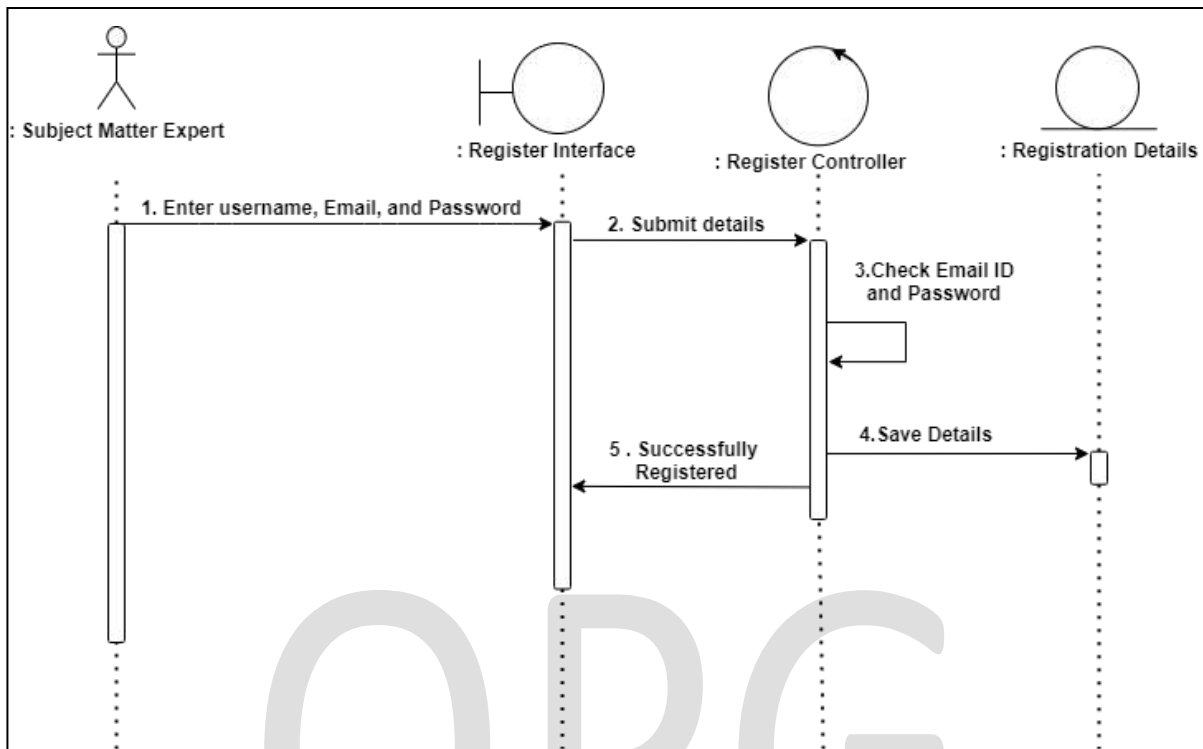 : Subject Matter Expert
: Register Interface
: Register Controller
: Registration Details
1. Enter username, Email, and Password
2. Submit details
3.Check Email ID
and Password
4.Save Details
5 . Successfully
Registered
OPG